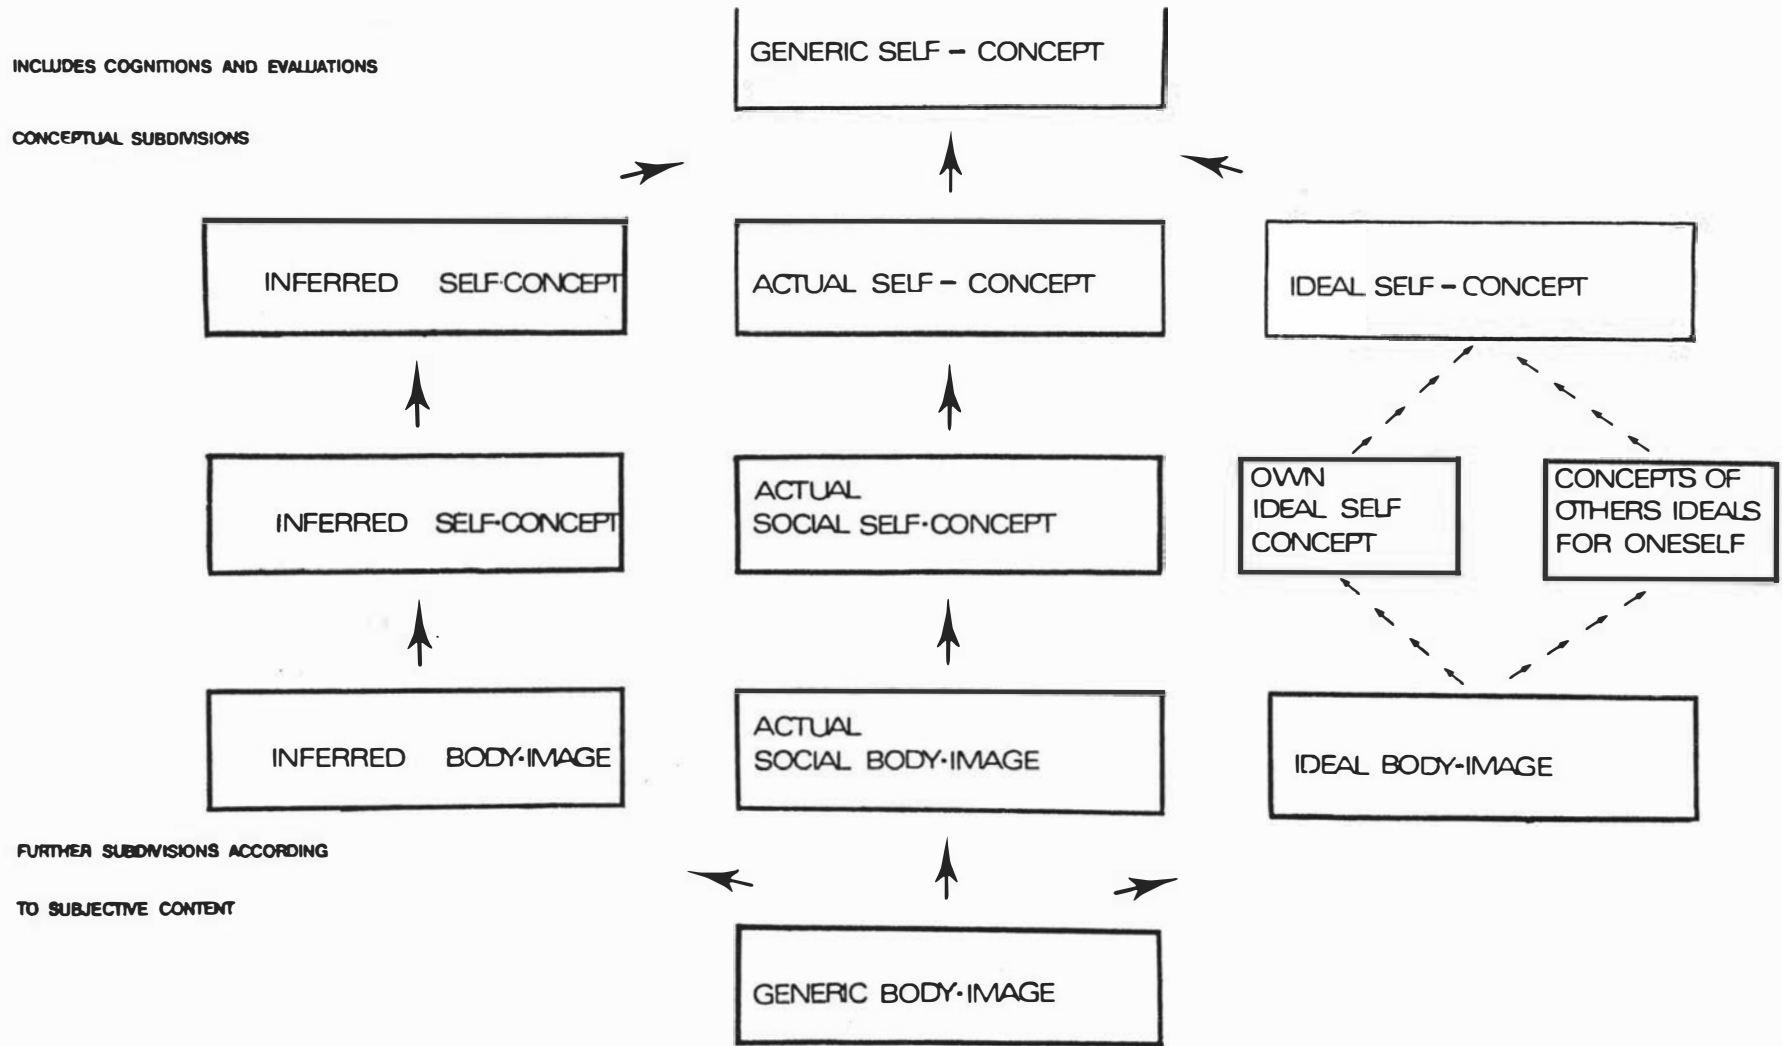 GENERIC SELF – CONCEPT
INCLUDES COGNITIONS AND EVALUATIONS
CONCEPTUAL SUBDIVISIONS
INFERRED SELF·CONCEPT
ACTUAL SELF – CONCEPT
IDEAL SELF – CONCEPT
INFERRED SELF·CONCEPT
ACTUAL
SOCIAL SELF·CONCEPT
OWN
IDEAL SELF
CONCEPT
CONCEPTS OF
OTHERS IDEALS
FOR ONESELF
INFERRED BODY·IMAGE
ACTUAL
SOCIAL BODY·IMAGE
IDEAL BODY·IMAGE
FURTHER SUBDIVISIONS ACCORDING
TO SUBJECTIVE CONTENT
GENERIC BODY·IMAGE